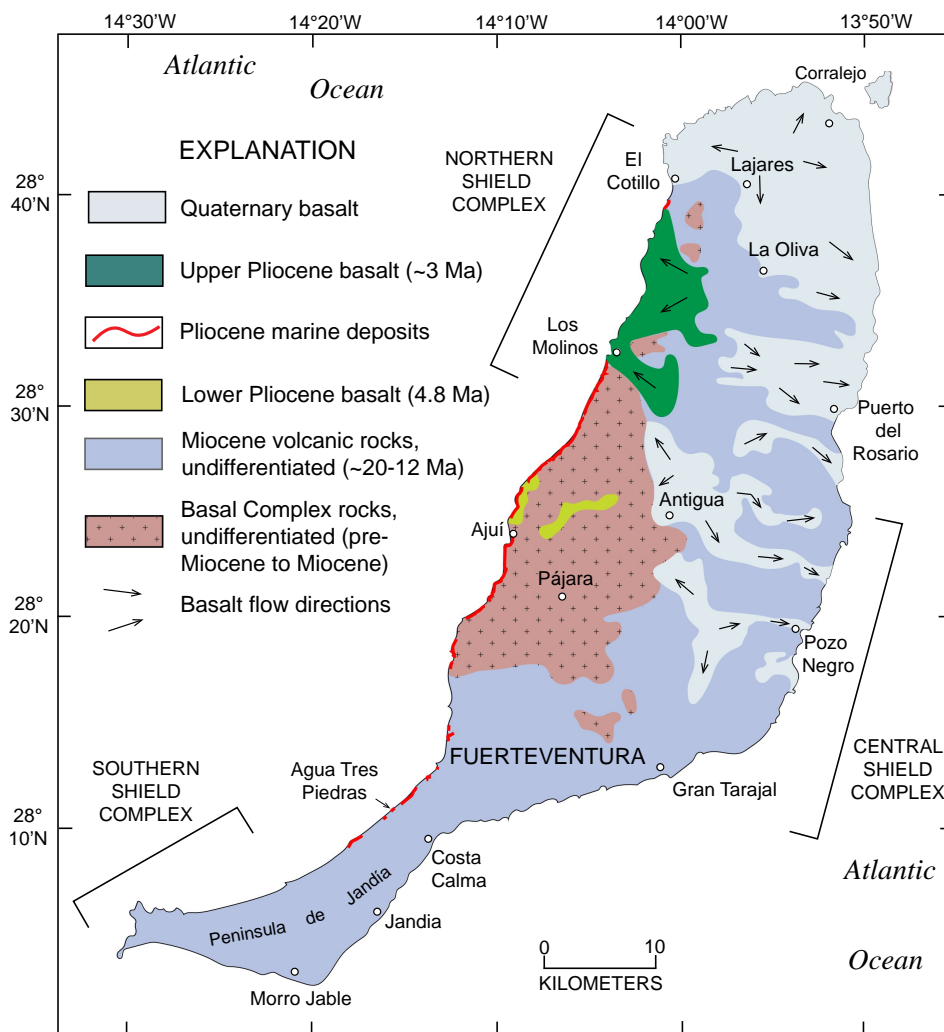 14°30'W
14°20'W
14°10'W
14°00'W
13°50'W
Atlantic
Ocean
Corralejo
EXPLANATION
Quaternary basalt
Upper Pliocene basalt (~3 Ma)
Pliocene marine deposits
Lower Pliocene basalt (4.8 Ma)
Miocene volcanic rocks,
undifferentiated (~20-12 Ma)
Basal Complex rocks,
undifferentiated (pre-
Miocene to Miocene)
Basalt flow directions
NORTHERN
SHIELD
COMPLEX
El
Cotillo
Lajares
La Oliva
Los
Molinos
Puerto
del
Rosario
Antigua
Ajuí
Pájara
Pozo
Negro
28°
40'N
28°
30'N
28°
20'N
28°
10'N
FUERTEVENTURA
Gran Tarajal
CENTRAL
SHIELD
COMPLEX
SOUTHERN
SHIELD
COMPLEX
Agua Tres
Piedras
Costa
Calma
Peninsula de Jandía
Jandia
Morro Jable
0
10
KILOMETERS
Atlantic
Ocean